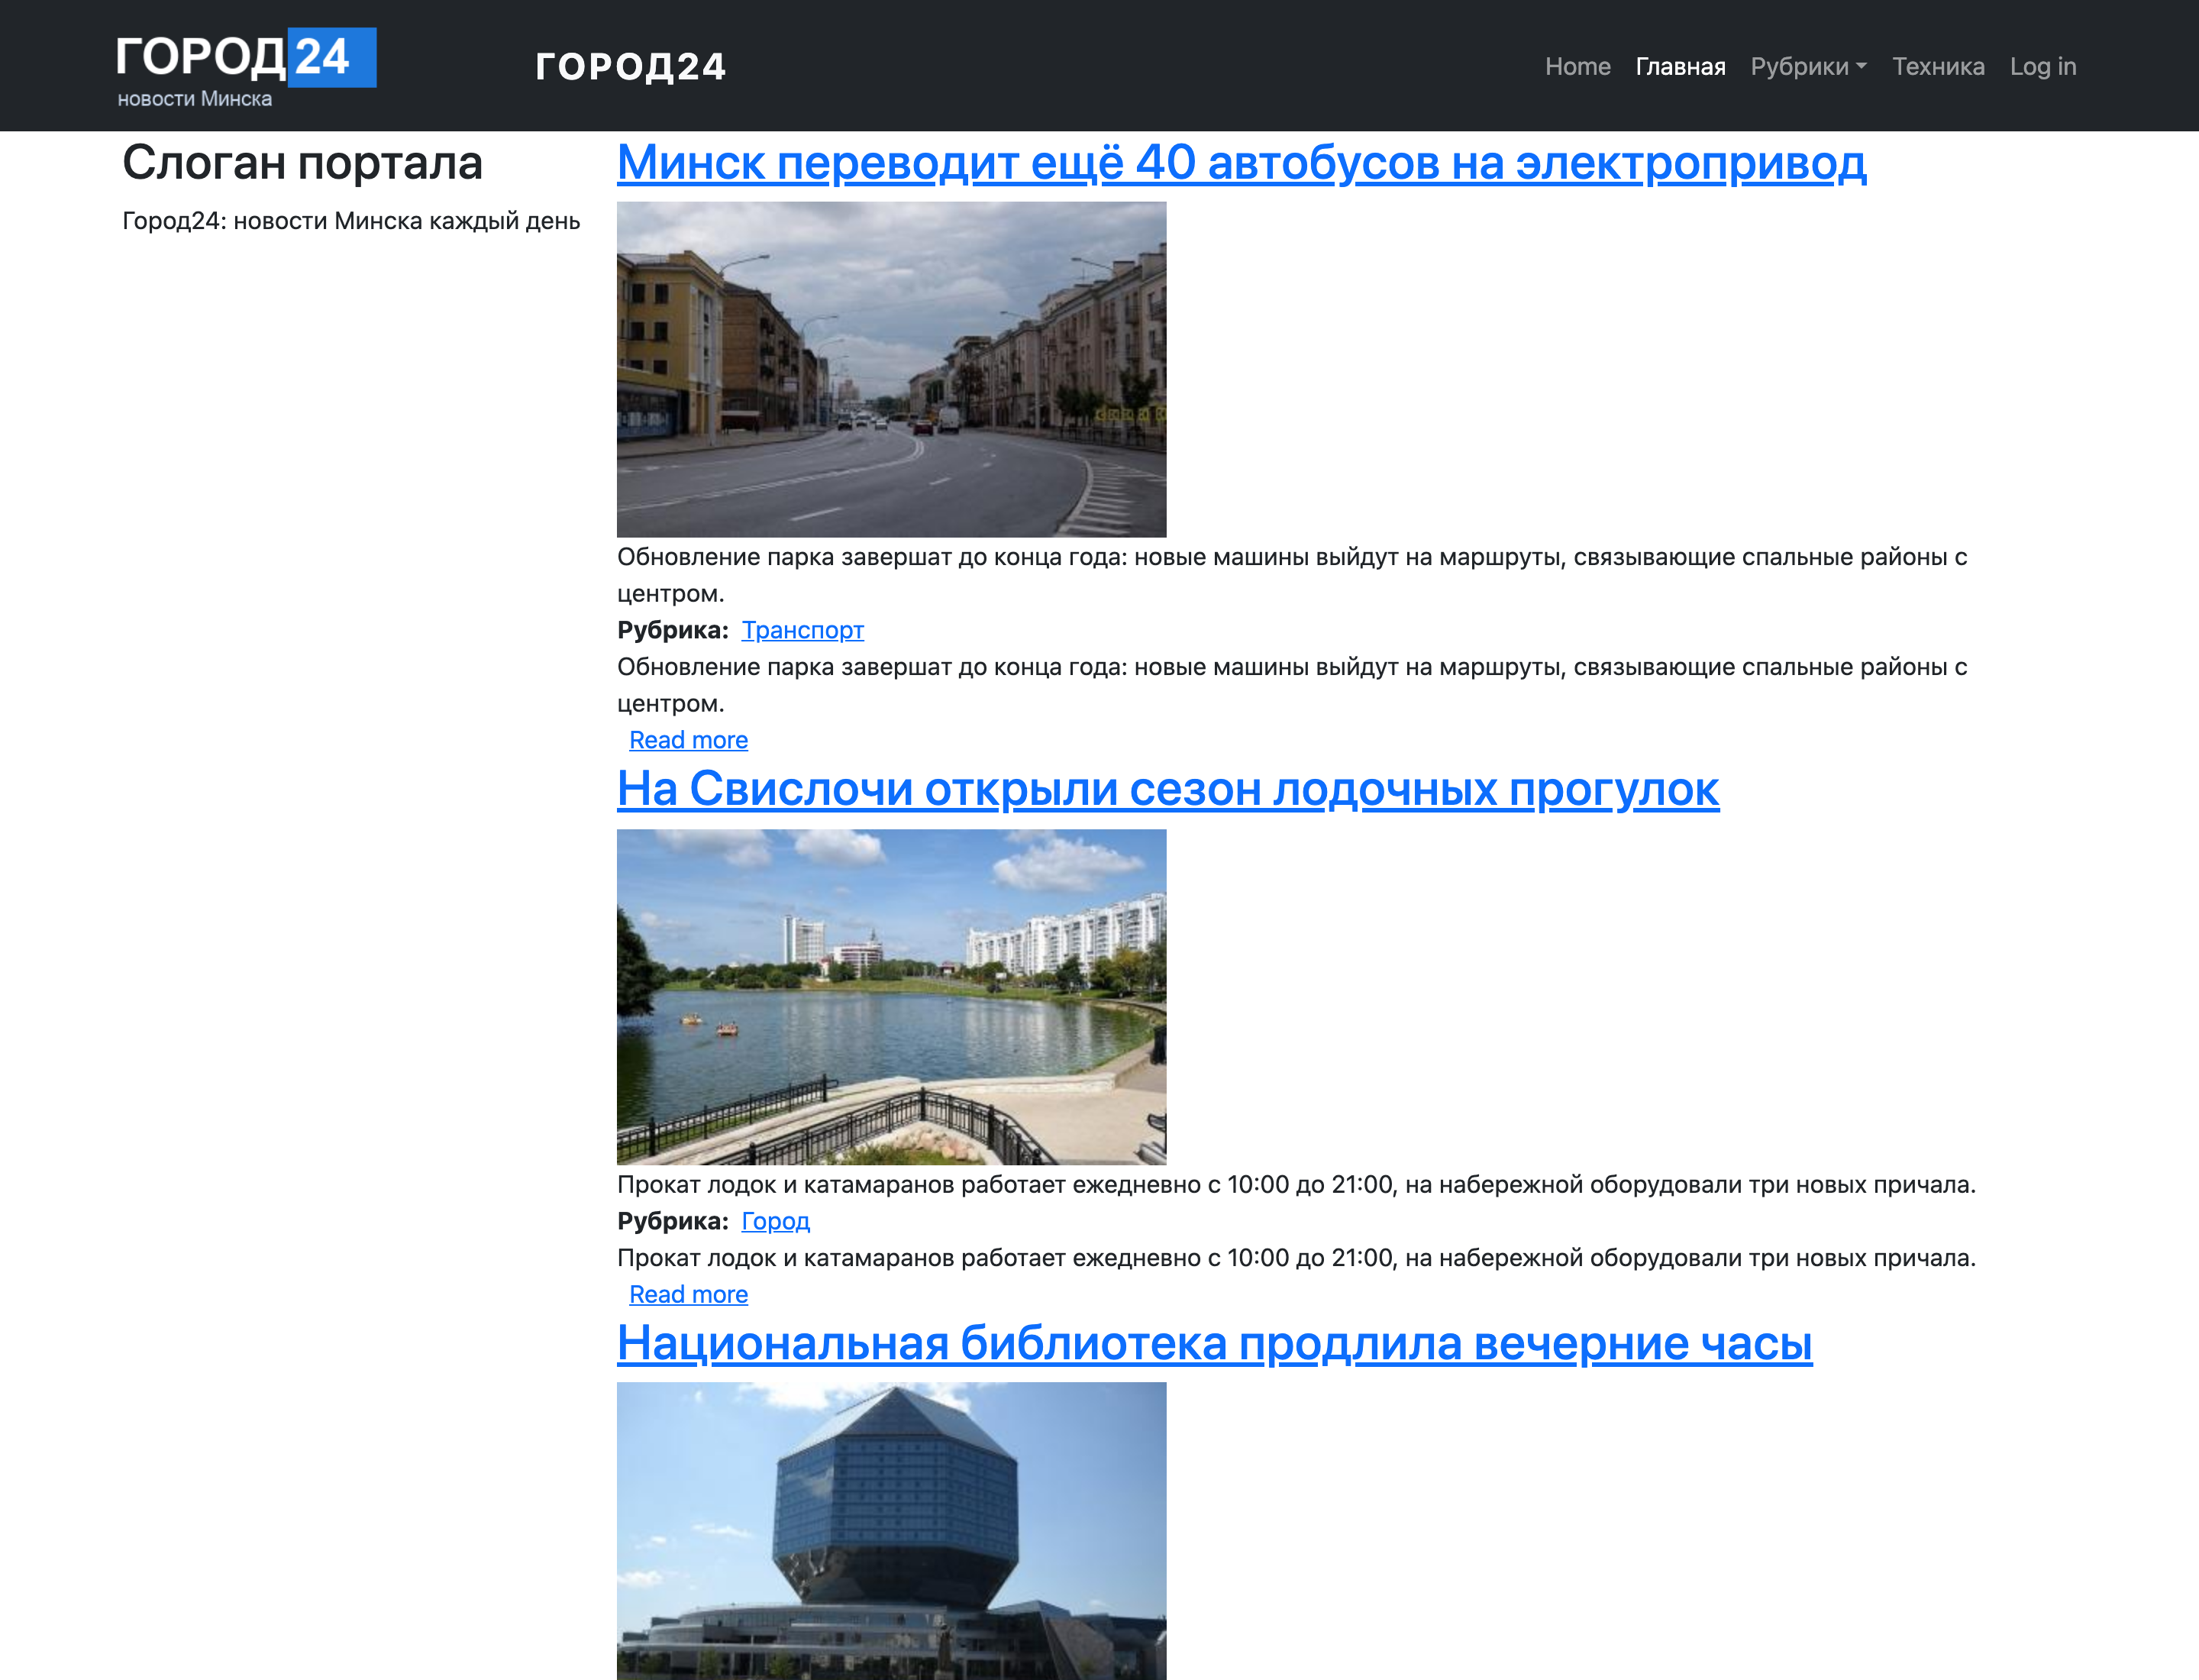 ГОРОД24
новости Минска
ГОРОД24
Home Главная Рубрики Техника Log in
Слоган портала
Город24: новости Минска каждый день
Минск переводит ещё 40 автобусов на электропривод
Обновление парка завершат до конца года: новые машины выйдут на маршруты, связывающие спальные районы с
центром.
Рубрика: Транспорт
Обновление парка завершат до конца года: новые машины выйдут на маршруты, связывающие спальные районы с
центром.
Read more
На Свислочи открыли сезон лодочных прогулок
Прокат лодок и катамаранов работает ежедневно с 10:00 до 21:00, на набережной оборудовали три новых причала.
Рубрика: Город
Прокат лодок и катамаранов работает ежедневно с 10:00 до 21:00, на набережной оборудовали три новых причала.
Read more
Национальная библиотека продлила вечерние часы